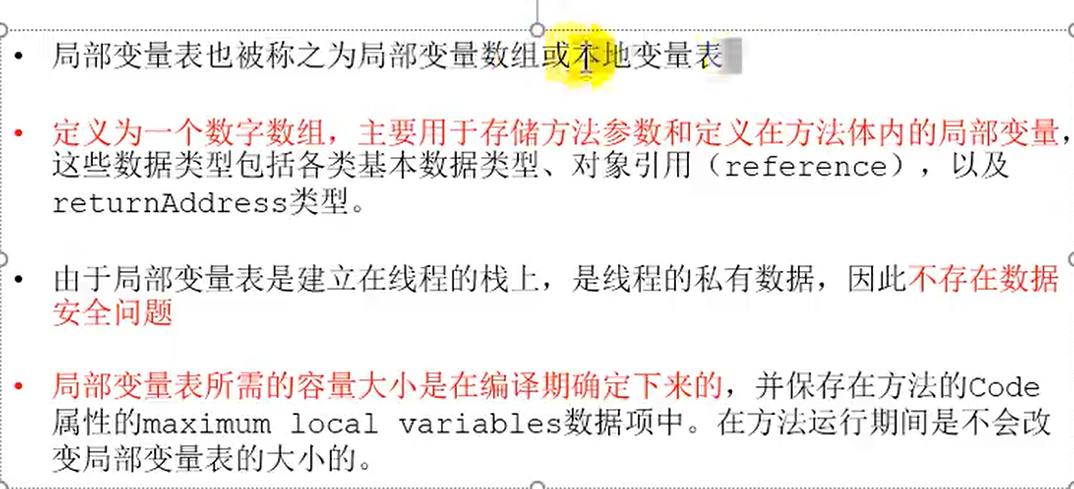 • 局部变量表也被称之为局部变量数组或本地变量表
• 定义为一个数字数组，主要用于存储方法参数和定义在方法体内的局部变量，
这些数据类型包括各类基本数据类型、对象引用（reference），以及
returnAddress类型。
• 由于局部变量表是建立在线程的栈上，是线程的私有数据，因此不存在数据
安全问题
• 局部变量表所需的容量大小是在编译期确定下来的，并保存在方法的Code
属性的maximum local variables数据项中。在方法运行期间是不会改
变局部变量表的大小的。